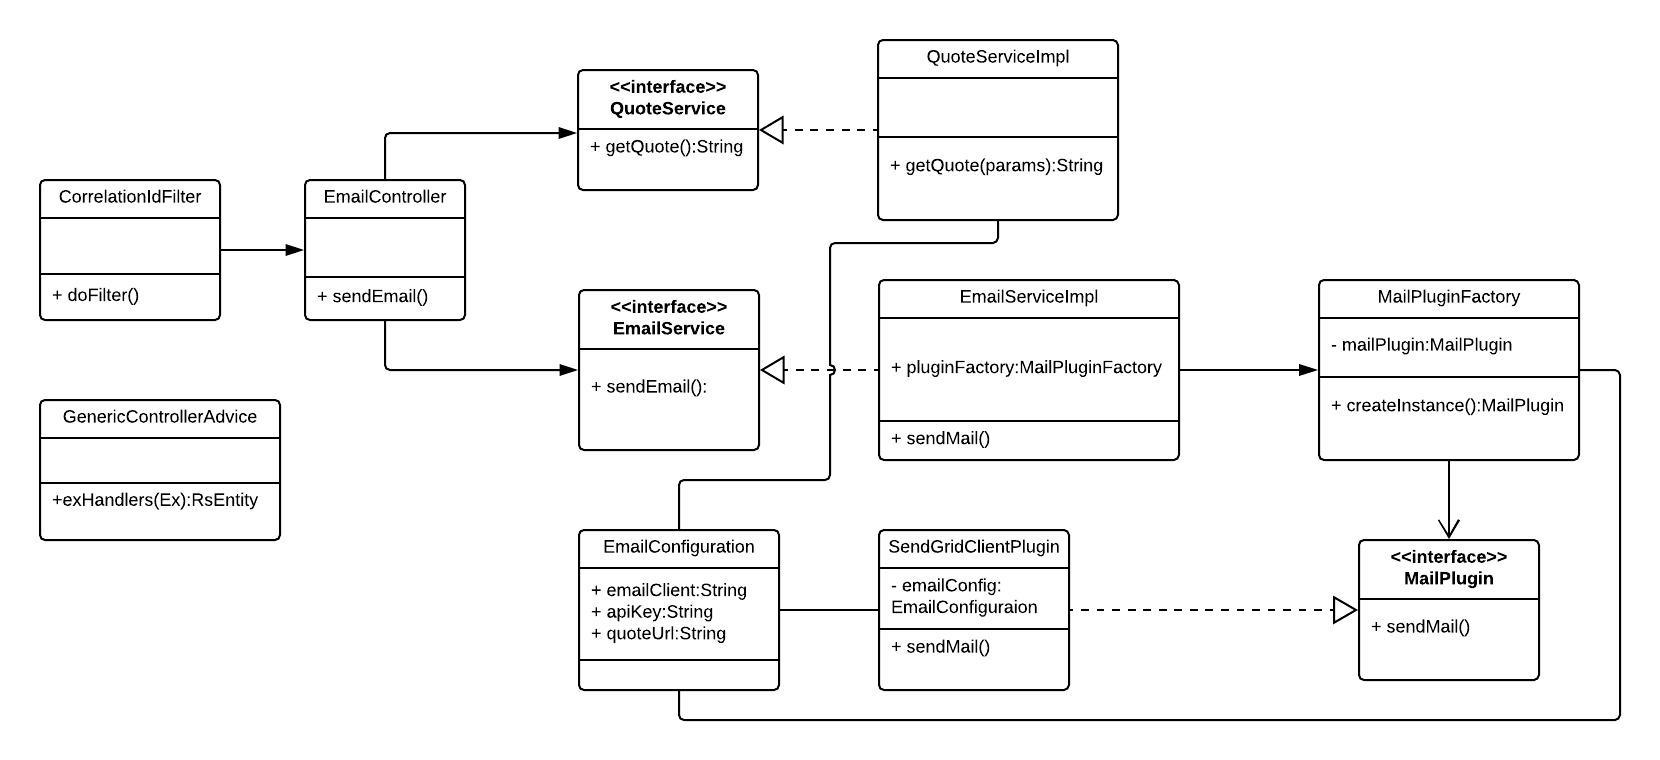 QuoteServiceImpl
+ getQuote(params):String
<<interface>>
QuoteService
+ getQuote():String
CorrelationIdFilter
+ doFilter()
EmailController
+ sendEmail()
<<interface>>
EmailService
+ sendEmail():
EmailServiceImpl
+ pluginFactory:MailPluginFactory
+ sendMail()
MailPluginFactory
- mailPlugin:MailPlugin
+ createInstance():MailPlugin
GenericControllerAdvice
+exHandlers(Ex):RsEntity
EmailConfiguration
+ emailClient:String
+ apiKey:String
+ quoteUrl:String
SendGridClientPlugin
- emailConfig:
EmailConfiguraion
+ sendMail()
<<interface>>
MailPlugin
+ sendMail()